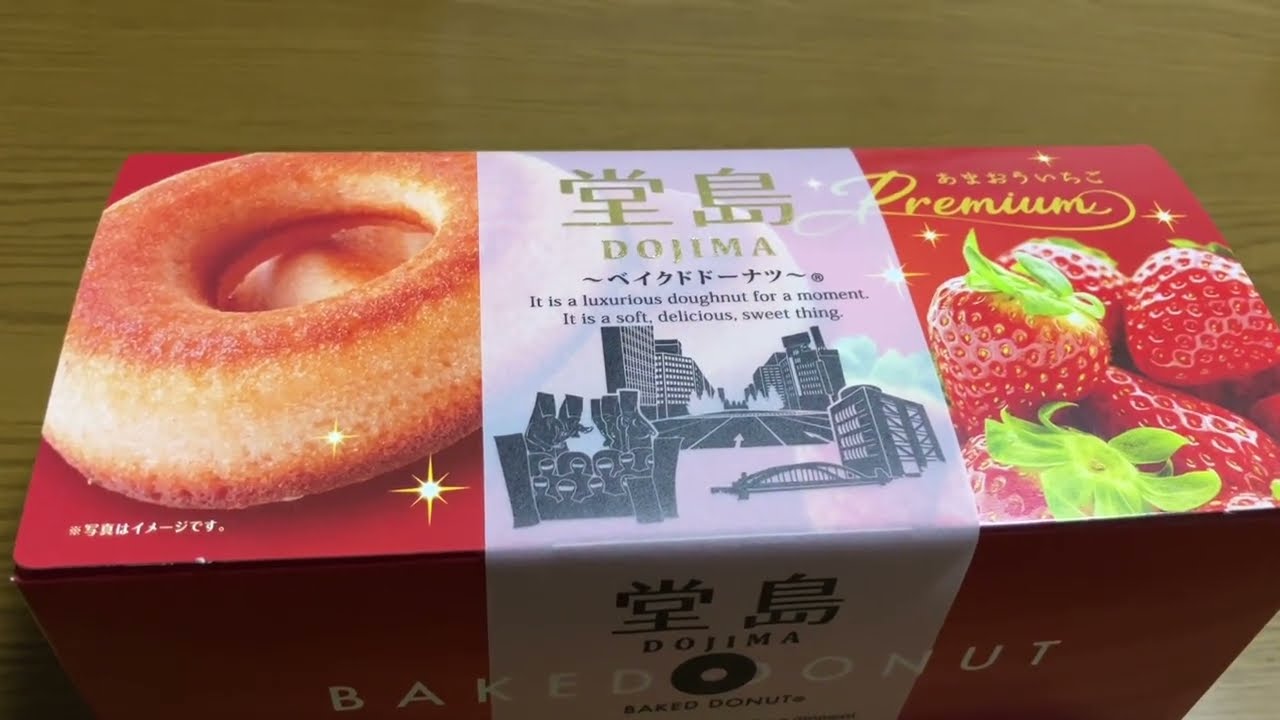 堂島
DOJIMA
～ベイクドドーナツ～®
It is a luxurious doughnut for a moment.
It is a soft, delicious, sweet thing.
あまおういちご
Premium
※写真はイメージです。
堂島
DOJIMA
BAKED DONUT
BAKED DONUT®